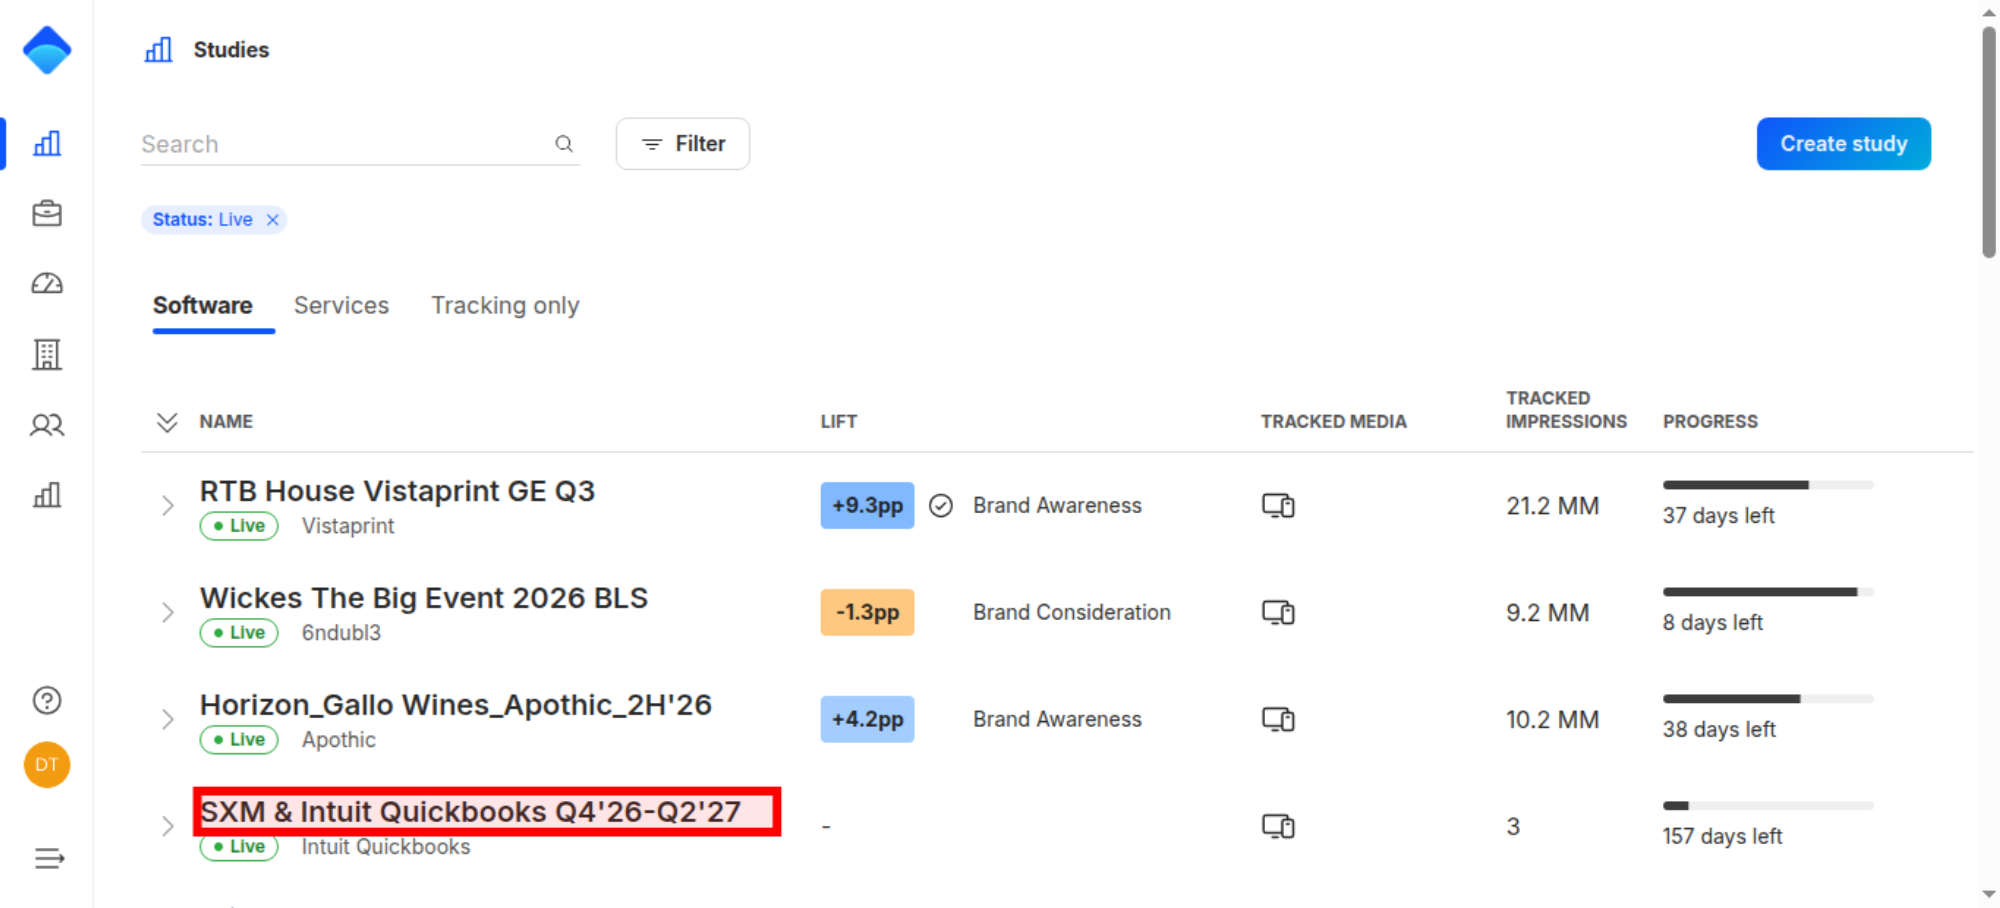 Studies
Search
Filter
Create study
Status: Live
Software Services Tracking only
NAME LIFT TRACKED MEDIA TRACKED IMPRESSIONS PROGRESS
RTB House Vistaprint GE Q3
Live Vistaprint
+9.3pp Brand Awareness 21.2 MM 37 days left
Wickes The Big Event 2026 BLS
Live 6ndubl3
-1.3pp Brand Consideration 9.2 MM 8 days left
Horizon_Gallo Wines_Apothic_2H'26
Live Apothic
+4.2pp Brand Awareness 10.2 MM 38 days left
SXM & Intuit Quickbooks Q4'26-Q2'27
Live Intuit Quickbooks
- 3 157 days left
DT